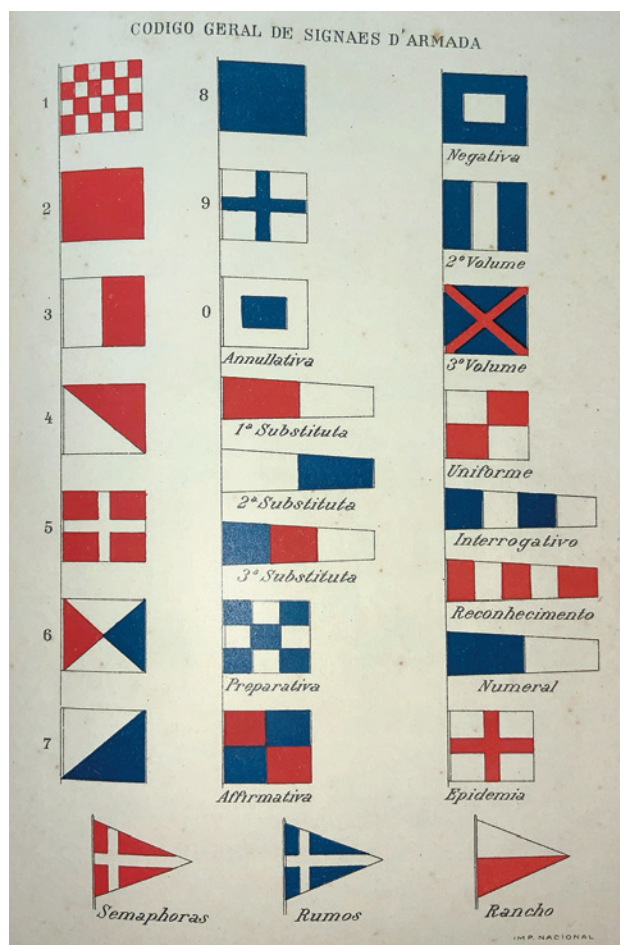 CODIGO GERAL DE SIGNAES D'ARMADA
1
2
3
4
5
6
7
8
9
0
Annullativa
1ª Substituta
2ª Substituta
3ª Substituta
Preparativa
Affirmativa
Negativa
2º Volume
3º Volume
Uniforme
Interrogativo
Reconhecimento
Numeral
Epidemia
Semaphoras
Rumos
Rancho
IMP. NACIONAL